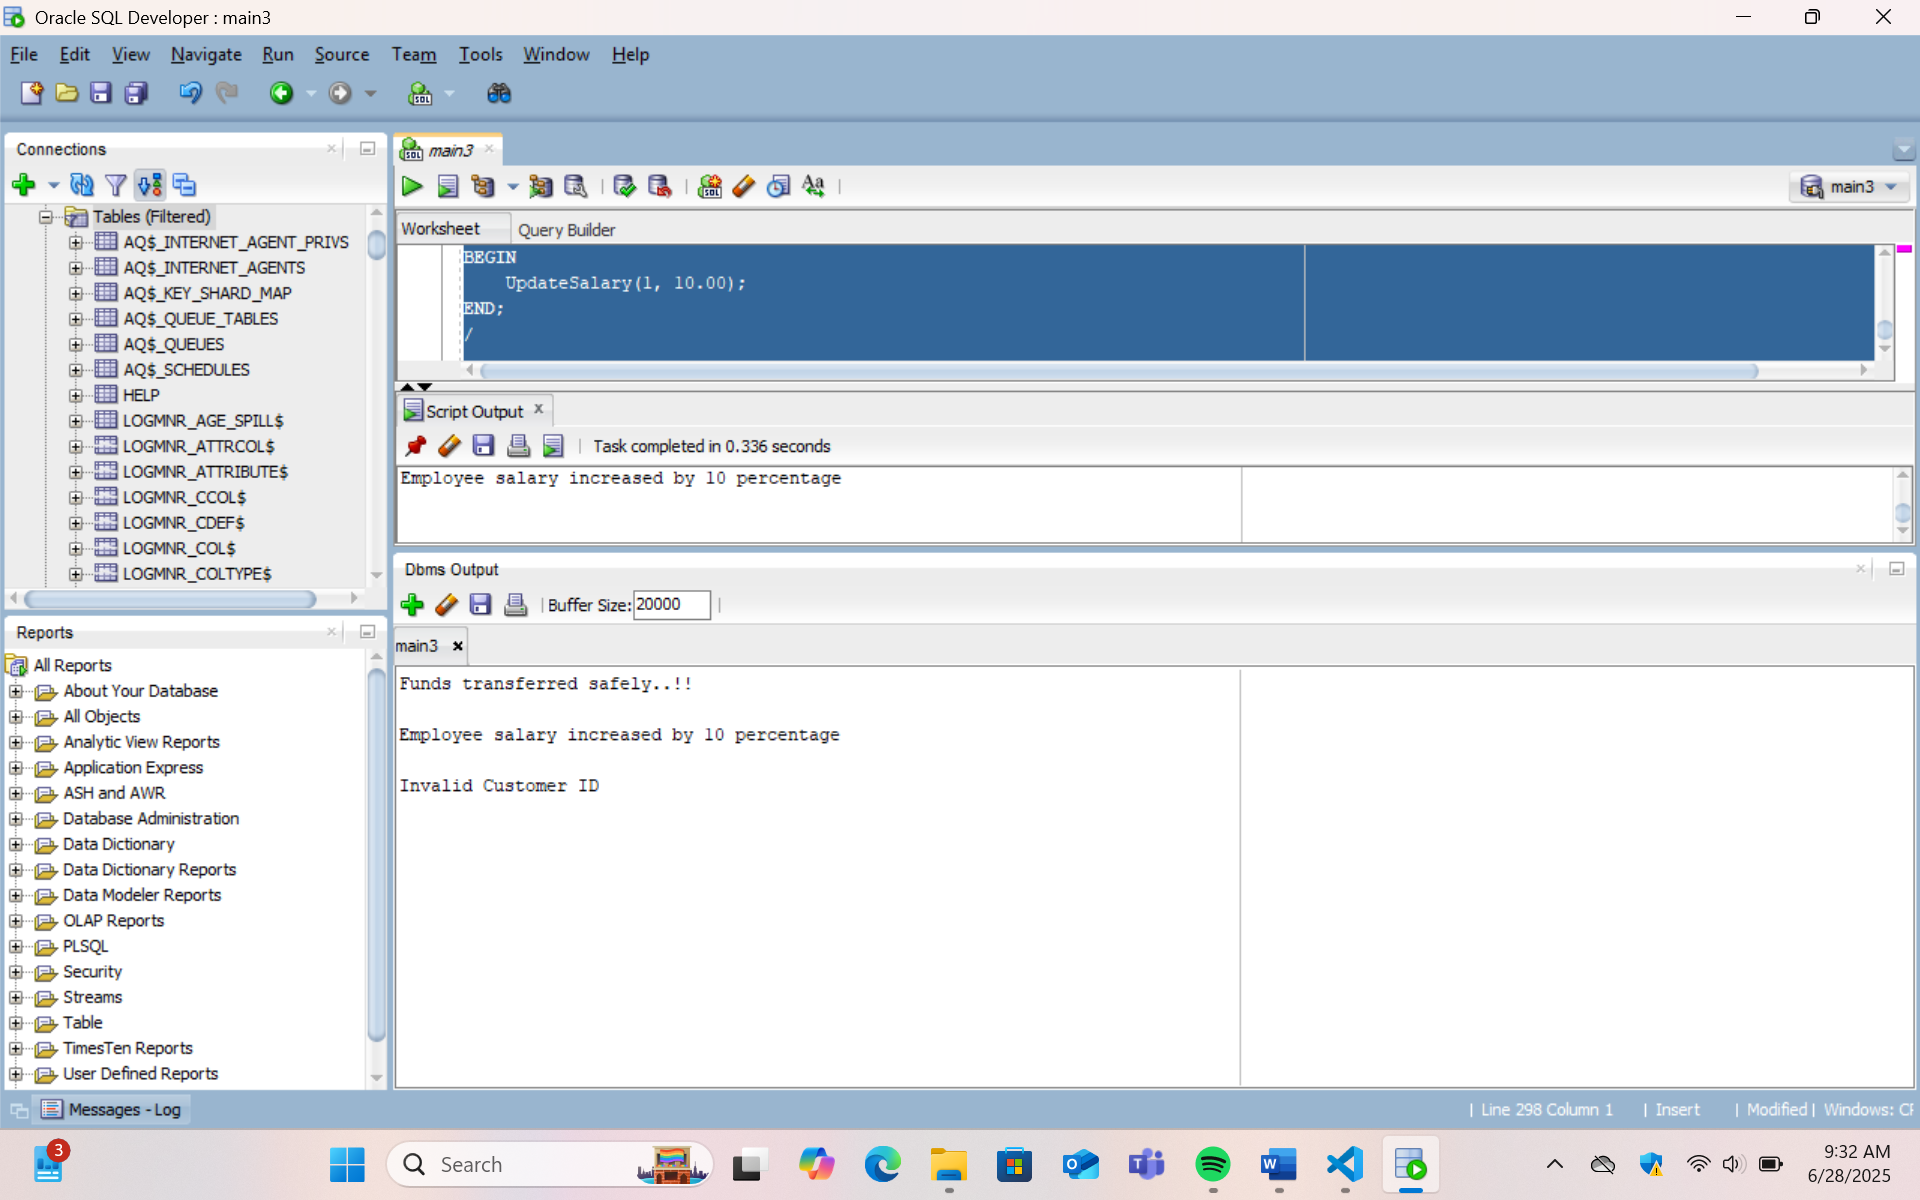 Oracle SQL Developer : main3
File Edit View Navigate Run Source Team Tools Window Help
Connections
Tables (Filtered)
AQ$_INTERNET_AGENT_PRIVS
AQ$_INTERNET_AGENTS
AQ$_KEY_SHARD_MAP
AQ$_QUEUE_TABLES
AQ$_QUEUES
AQ$_SCHEDULES
HELP
LOGMNR_AGE_SPILL$
LOGMNR_ATTRCOL$
LOGMNR_ATTRIBUTE$
LOGMNR_CCOL$
LOGMNR_CDEF$
LOGMNR_COL$
LOGMNR_COLTYPE$
Reports
All Reports
About Your Database
All Objects
Analytic View Reports
Application Express
ASH and AWR
Database Administration
Data Dictionary
Data Dictionary Reports
Data Modeler Reports
OLAP Reports
PLSQL
Security
Streams
Table
TimesTen Reports
User Defined Reports
main3
main3
Worksheet Query Builder
BEGIN
UpdateSalary(1, 10.00);
END;
/
Script Output
Task completed in 0.336 seconds
Employee salary increased by 10 percentage
Dbms Output
Buffer Size: 20000
main3
Funds transferred safely..!!
Employee salary increased by 10 percentage
Invalid Customer ID
Messages - Log
Line 298 Column 1 | Insert | Modified | Windows: CR
3
Search
9:32 AM
6/28/2025